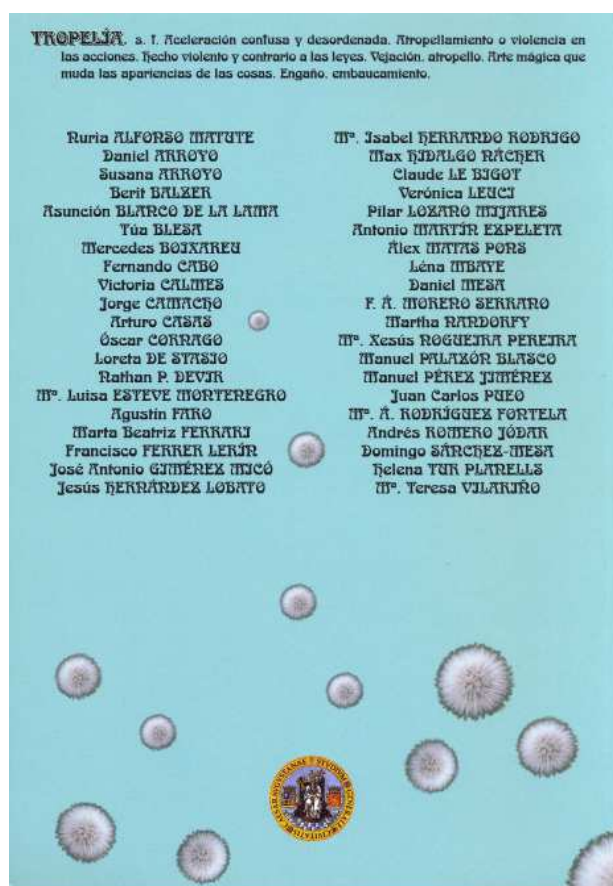 TROPELÍA. s. f. Aceleración confusa y desordenada. Atropellamiento o violencia en
las acciones. Hecho violento y contrario a las leyes. Vejación, atropello. Arte mágica que
muda las apariencias de las cosas. Engaño, embaucamiento.
Nuria ALFONSO MATUTE
Daniel ARROYO
Susana ARROYO
Berit BALZER
Asunción BLANCO DE LA LAMA
Túa BLESA
Mercedes BOIXAREU
Fernando CABO
Victoria CALMES
Jorge CAMACHO
Arturo CASAS
Óscar CORNAGO
Loreta DE STASIO
Nathan P. DEVIR
Mª. Luisa ESTEVE MONTENEGRO
Agustín FARO
Marta Beatriz FERRARI
Francisco FERRER LERÍN
José Antonio GIMÉNEZ MICÓ
Jesús HERNÁNDEZ LOBATO
Mª. Isabel HERRANDO RODRIGO
Max HIDALGO NÁCHER
Claude LE BIGOT
Verónica LEUCI
Pilar LOZANO MIJARES
Antonio MARTÍN EXPELETA
Álex MATAS PONS
Léna MBAYE
Daniel MESA
F. Á. MORENO SERRANO
Martha NANDORFY
Mª. Xesús NOGUEIRA PEREIRA
Manuel PALAZÓN BLASCO
Manuel PÉREZ JIMÉNEZ
Juan Carlos PUEO
Mª. Á. RODRÍGUEZ FONTELA
Andrés ROMERO JÓDAR
Domingo SÁNCHEZ-MESA
Helena TUR PLANELLS
Mª. Teresa VILARIÑO